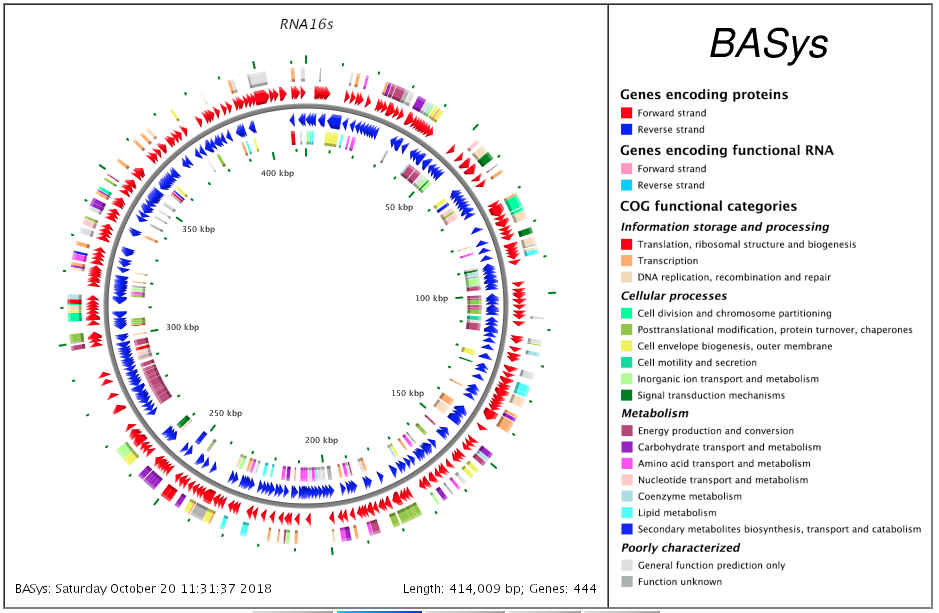 RNA16s
400 kbp
50 kbp
350 kbp
100 kbp
300 kbp
150 kbp
250 kbp
200 kbp
BASys: Saturday October 20 11:31:37 2018
Length: 414,009 bp; Genes: 444
BASys
Genes encoding proteins
Forward strand
Reverse strand
Genes encoding functional RNA
Forward strand
Reverse strand
COG functional categories
Information storage and processing
Translation, ribosomal structure and biogenesis
Transcription
DNA replication, recombination and repair
Cellular processes
Cell division and chromosome partitioning
Posttranslational modification, protein turnover, chaperones
Cell envelope biogenesis, outer membrane
Cell motility and secretion
Inorganic ion transport and metabolism
Signal transduction mechanisms
Metabolism
Energy production and conversion
Carbohydrate transport and metabolism
Amino acid transport and metabolism
Nucleotide transport and metabolism
Coenzyme metabolism
Lipid metabolism
Secondary metabolites biosynthesis, transport and catabolism
Poorly characterized
General function prediction only
Function unknown